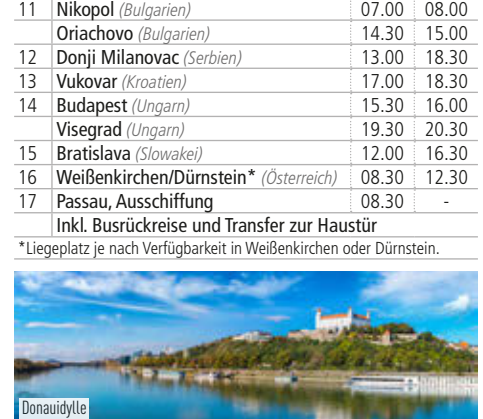 11 Nikopol (Bulgarien) 07.00 08.00
Oriachovo (Bulgarien) 14.30 15.00
12 Donji Milanovac (Serbien) 13.00 18.30
13 Vukovar (Kroatien) 17.00 18.30
14 Budapest (Ungarn) 15.30 16.00
Visegrad (Ungarn) 19.30 20.30
15 Bratislava (Slowakei) 12.00 16.30
16 Weißenkirchen/Dürnstein* (Österreich) 08.30 12.30
17 Passau, Ausschiffung 08.30 -
Inkl. Busrückreise und Transfer zur Haustür
*Liegeplatz je nach Verfügbarkeit in Weißenkirchen oder Dürnstein.
Donauidylle